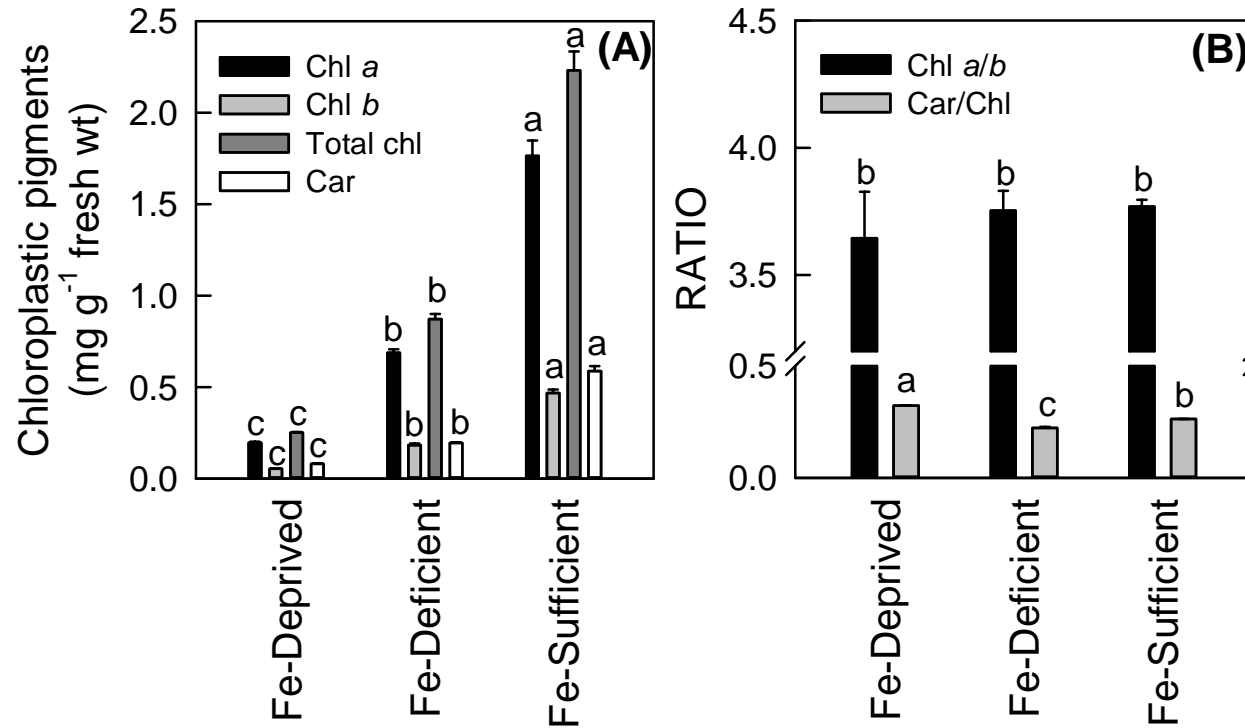 (A)
Chloroplastic pigments
(mg g-1 fresh wt)
2.5
2.0
1.5
1.0
0.5
0.0
Chl a
Chl b
Total chl
Car
c
c
c
c
b
b
b
b
a
a
a
a
Fe-Deprived
Fe-Deficient
Fe-Sufficient
(B)
RATIO
4.5
4.0
3.5
0.5
0.0
Chl a/b
Car/Chl
b
a
b
c
b
b
Fe-Deprived
Fe-Deficient
Fe-Sufficient